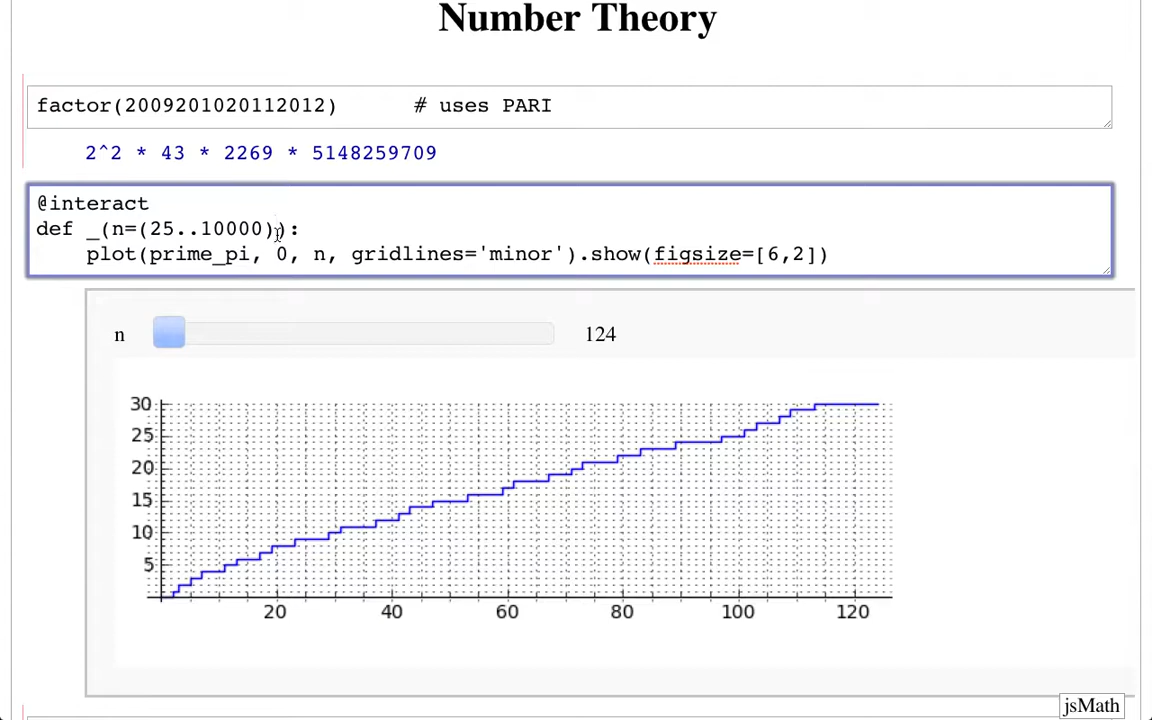 Number Theory
factor(2009201020112012)       # uses PARI
2^2 * 43 * 2269 * 5148259709
@interact
def _(n=(25..10000)):
    plot(prime_pi, 0, n, gridlines='minor').show(figsize=[6,2])
n 124
30
25
20
15
10
5
20 40 60 80 100 120
jsMath